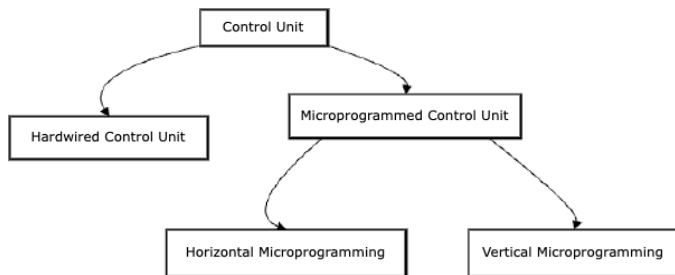 Control Unit
Microprogrammed Control Unit
Hardwired Control Unit
Horizontal Microprogramming
Vertical Microprogramming